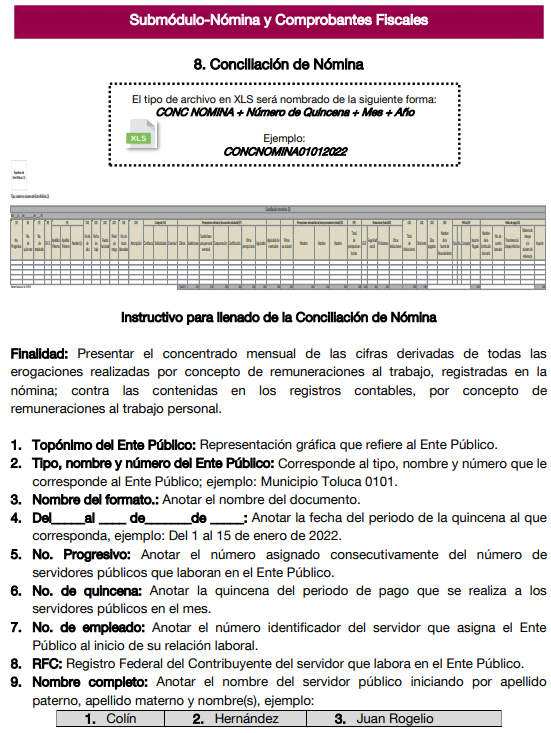 Submódulo-Nómina y Comprobantes Fiscales
8. Conciliación de Nómina
El tipo de archivo en XLS será nombrado de la siguiente forma:
CONC NOMINA + Número de Quincena + Mes + Año
XLS
Ejemplo:
CONCNOMINA01012022
Instructivo para llenado de la Conciliación de Nómina
Finalidad: Presentar el concentrado mensual de las cifras derivadas de todas las
erogaciones realizadas por concepto de remuneraciones al trabajo, registradas en la
nómina; contra las contenidas en los registros contables, por concepto de
remuneraciones al trabajo personal.
1. Topónimo del Ente Público: Representación gráfica que refiere al Ente Público.
2. Tipo, nombre y número del Ente Público: Corresponde al tipo, nombre y número que le
corresponde al Ente Público; ejemplo: Municipio Toluca 0101.
3. Nombre del formato.: Anotar el nombre del documento.
4. Del_____al ____ de_______de _____: Anotar la fecha del periodo de la quincena al que
corresponda, ejemplo: Del 1 al 15 de enero de 2022.
5. No. Progresivo: Anotar el número asignado consecutivamente del número de
servidores públicos que laboran en el Ente Público.
6. No. de quincena: Anotar la quincena del periodo de pago que se realiza a los
servidores públicos en el mes.
7. No. de empleado: Anotar el número identificador del servidor que asigna el Ente
Público al inicio de su relación laboral.
8. RFC: Registro Federal del Contribuyente del servidor que labora en el Ente Público.
9. Nombre completo: Anotar el nombre del servidor público iniciando por apellido
paterno, apellido materno y nombre(s), ejemplo:
1. Colín 2. Hernández 3. Juan Rogelio